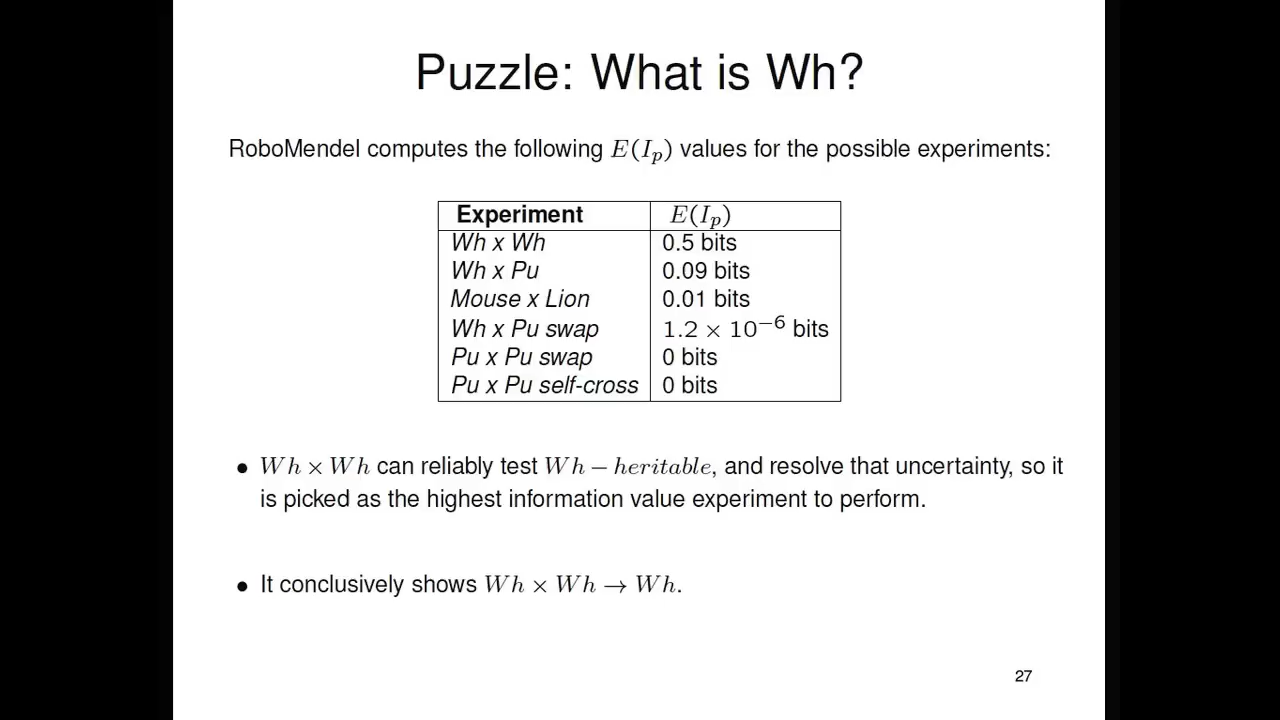 Puzzle: What is Wh?
RoboMendel computes the following E(I_p) values for the possible experiments:
Experiment E(I_p)
Wh x Wh 0.5 bits
Wh x Pu 0.09 bits
Mouse x Lion 0.01 bits
Wh x Pu swap 1.2 × 10⁻⁶ bits
Pu x Pu swap 0 bits
Pu x Pu self-cross 0 bits
• Wh × Wh can reliably test Wh − heritable, and resolve that uncertainty, so it
is picked as the highest information value experiment to perform.
• It conclusively shows Wh × Wh → Wh.
27